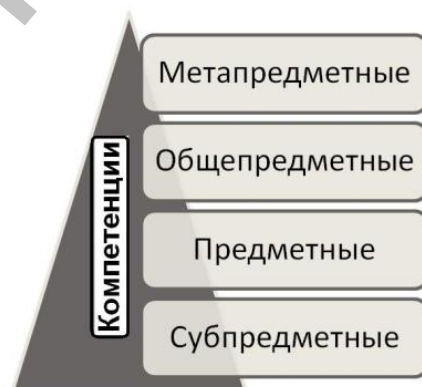 Метапредметные
Общепредметные
Предметные
Субпредметные
Компетенции